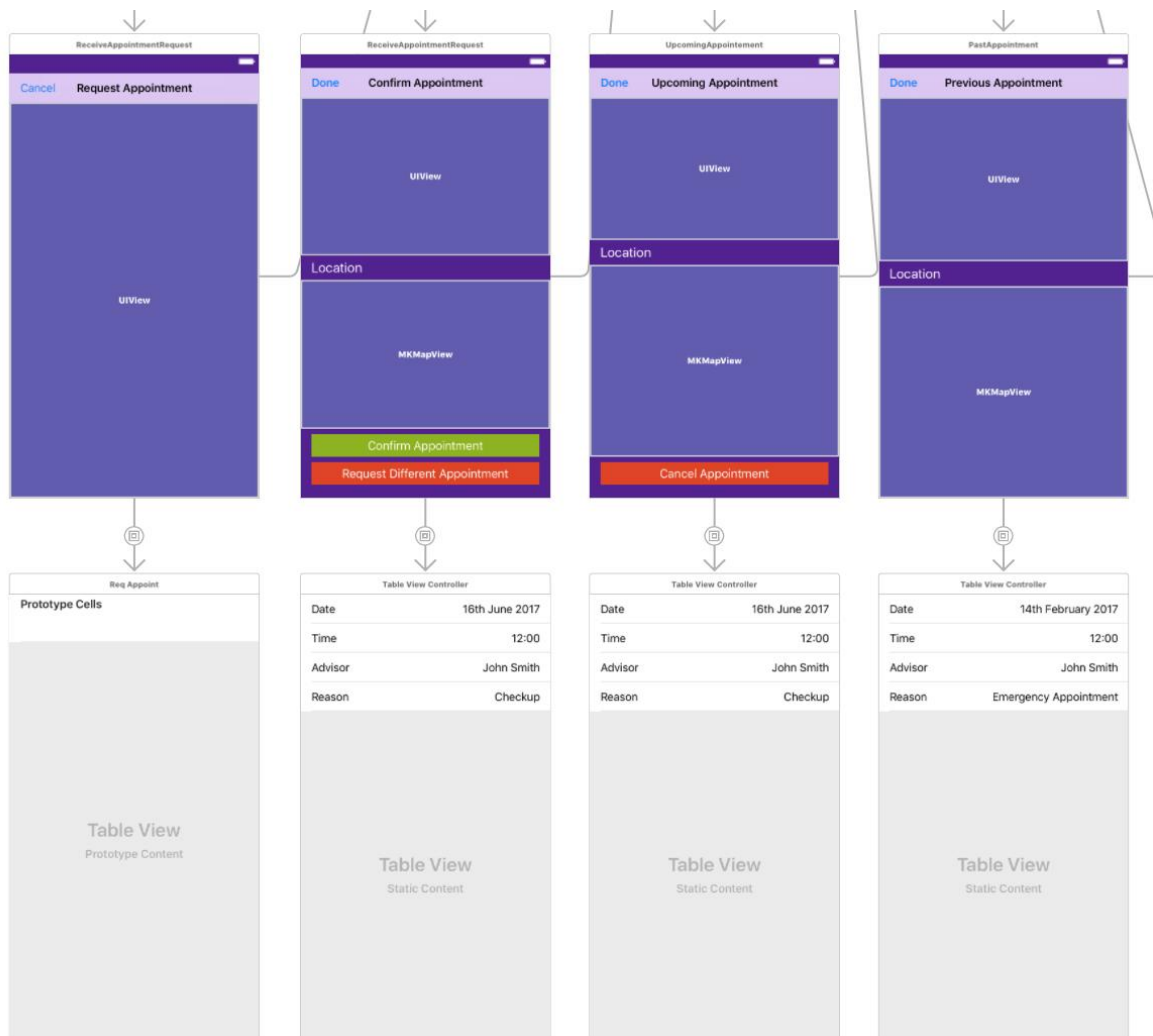 ReceiveAppointmentRequest
Cancel Request Appointment
UIView
ReceiveAppointmentRequest
Done Confirm Appointment
UIView
Location
MKMapView
Confirm Appointment
Request Different Appointment
UpcomingAppointement
Done Upcoming Appointment
UIView
Location
MKMapView
Cancel Appointment
PastAppointment
Done Previous Appointment
UIView
Location
MKMapView
Req Appoint
Prototype Cells
Table View
Prototype Content
Table View Controller
Date 16th June 2017
Time 12:00
Advisor John Smith
Reason Checkup
Table View
Static Content
Table View Controller
Date 16th June 2017
Time 12:00
Advisor John Smith
Reason Checkup
Table View
Static Content
Table View Controller
Date 14th February 2017
Time 12:00
Advisor John Smith
Reason Emergency Appointment
Table View
Static Content